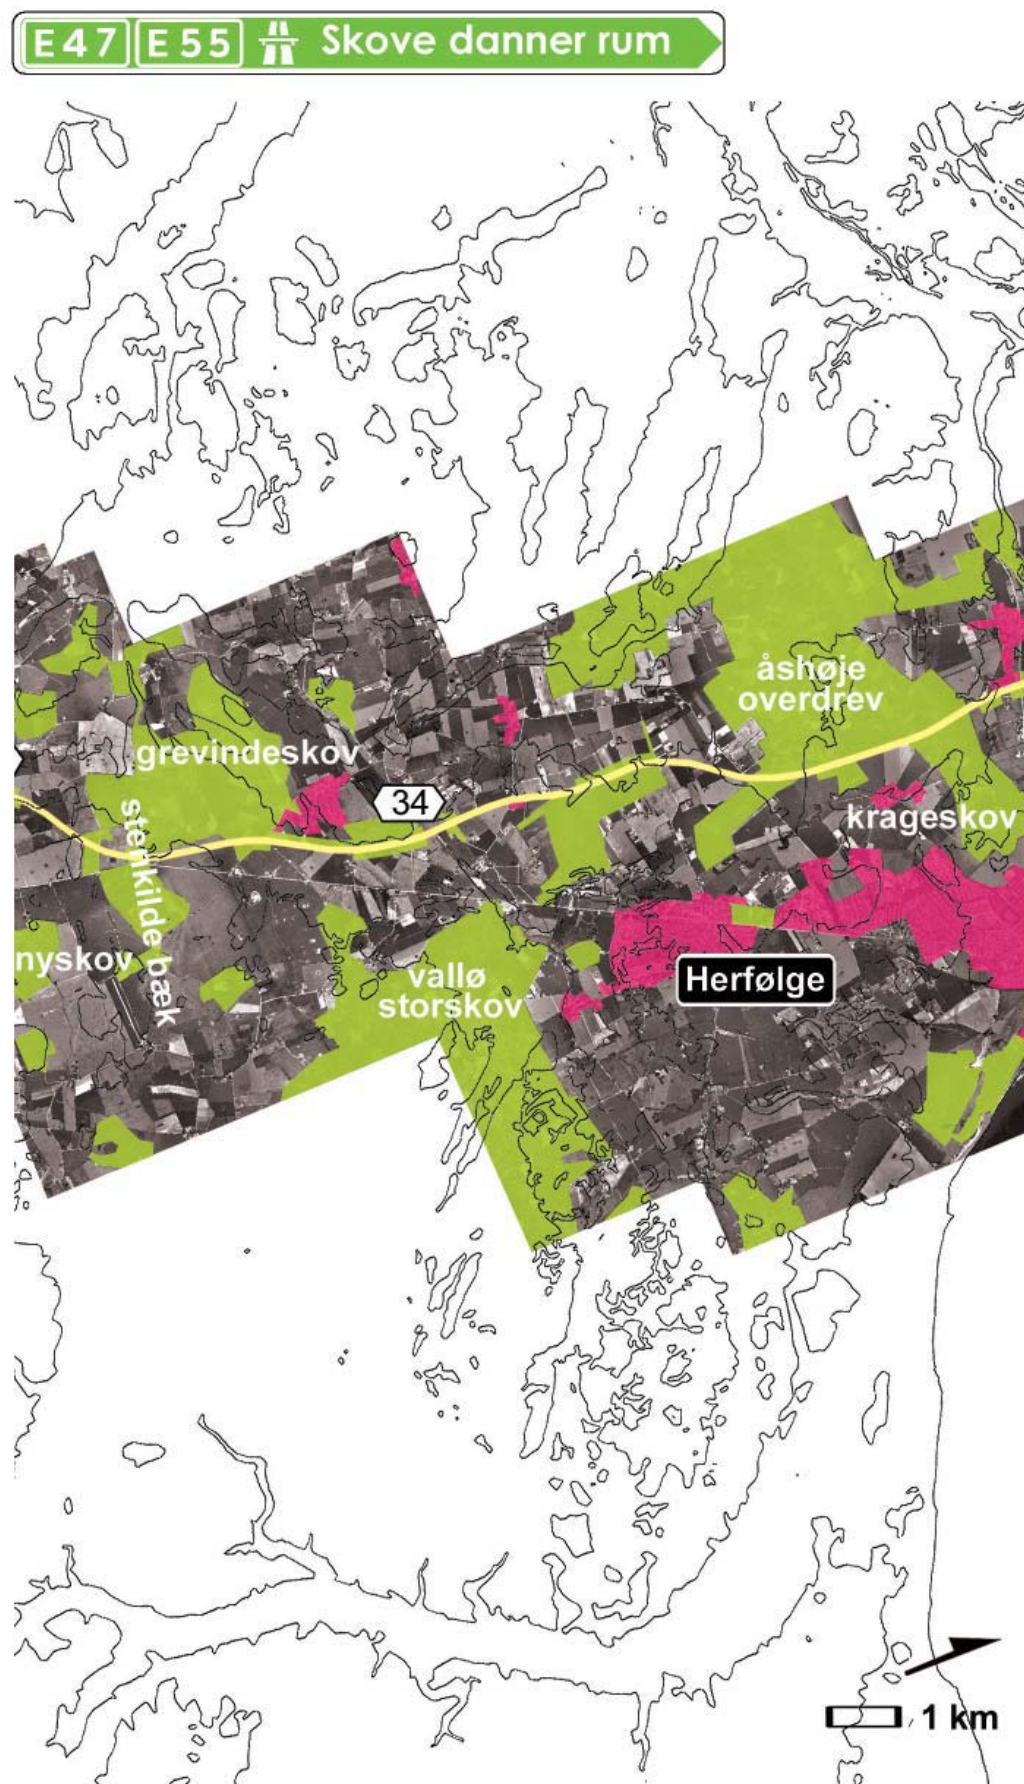 E47 E55 Skove danner rum
åshøje
overdrev
grevindeskov
34
krageskov
stenkilde bæk
nyskov
vallø
storskov
Herfølge
1 km